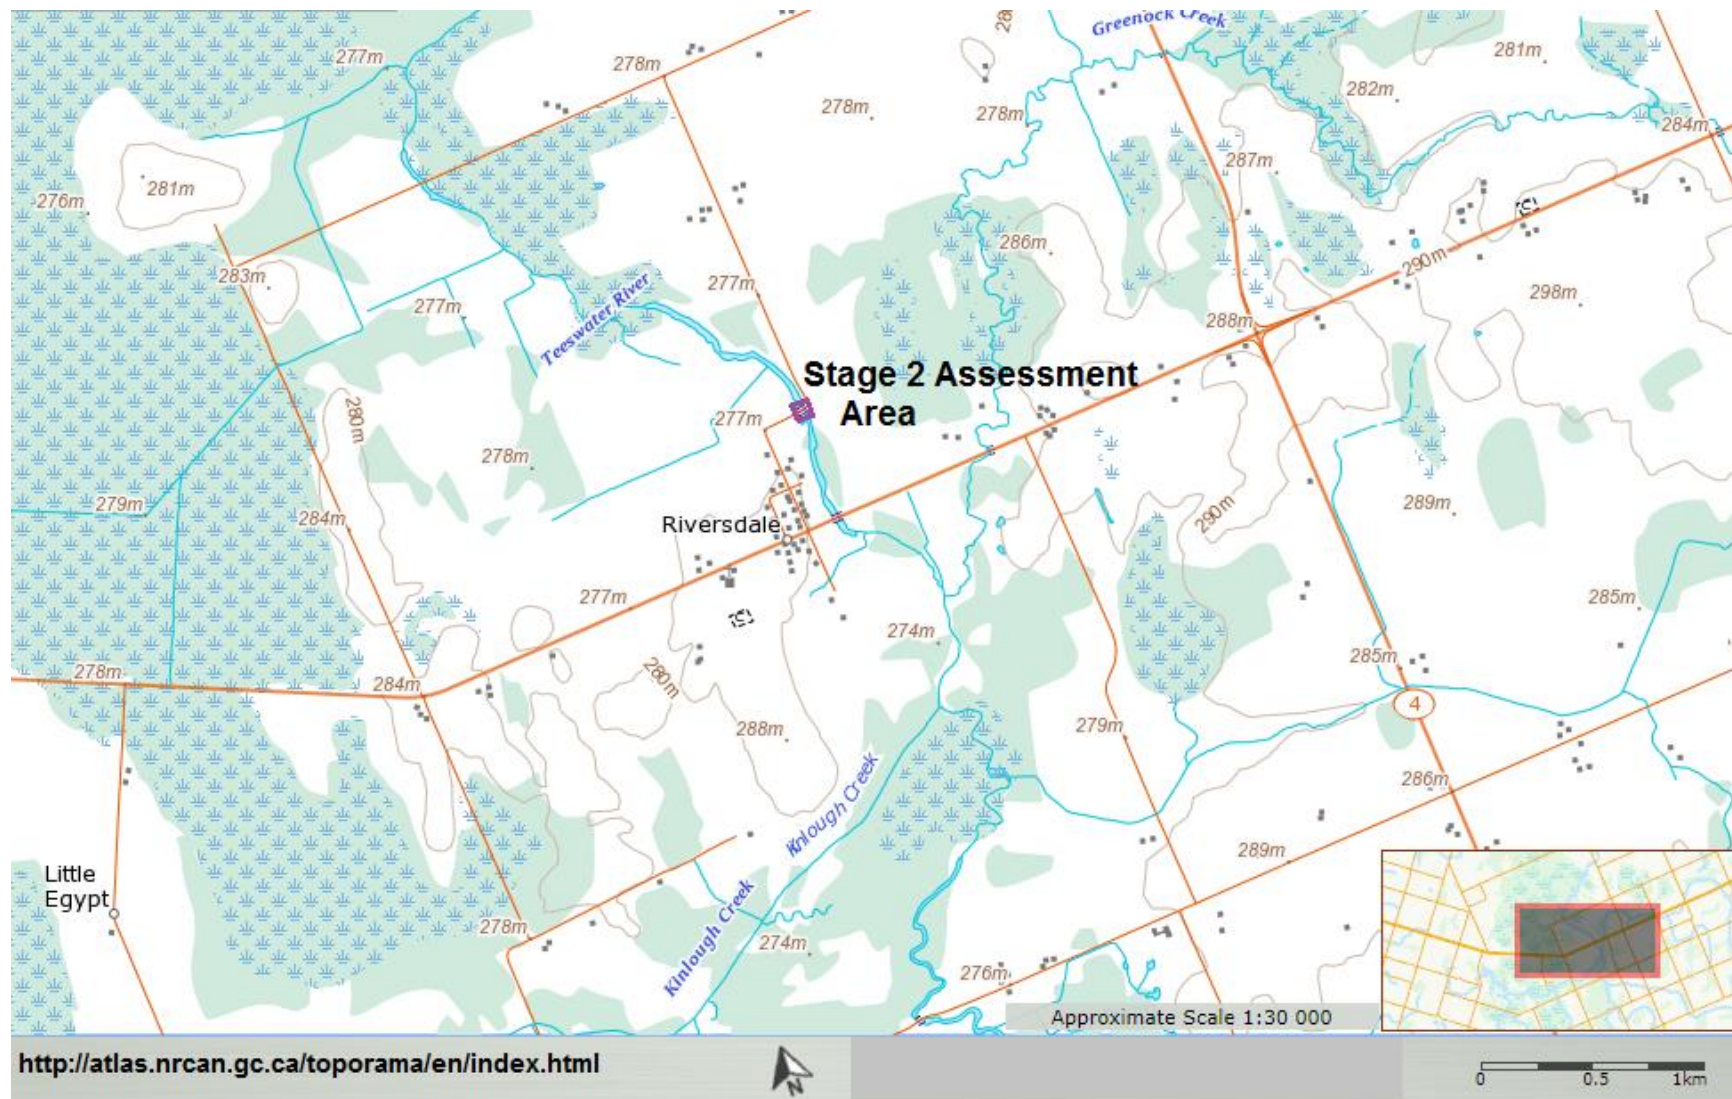 Greenock Creek
28
277m
278m
281m
278m
282m
278m
284m
287m
281m
276m
286m
290m
283m
277m
298m
277m
288m
Teeswater River
Stage 2 Assessment
Area
277m
280m
278m
279m
289m
284m
290m
Riversdale
277m
285m
274m
285m
278m
280m
284m
4
288m
279m
286m
Knlough Creek
289m
Little
Egypt
Kinlough Creek
278m
274m
276m
Approximate Scale 1:30 000
http://atlas.nrcan.gc.ca/toporama/en/index.html
N
0 0.5 1km